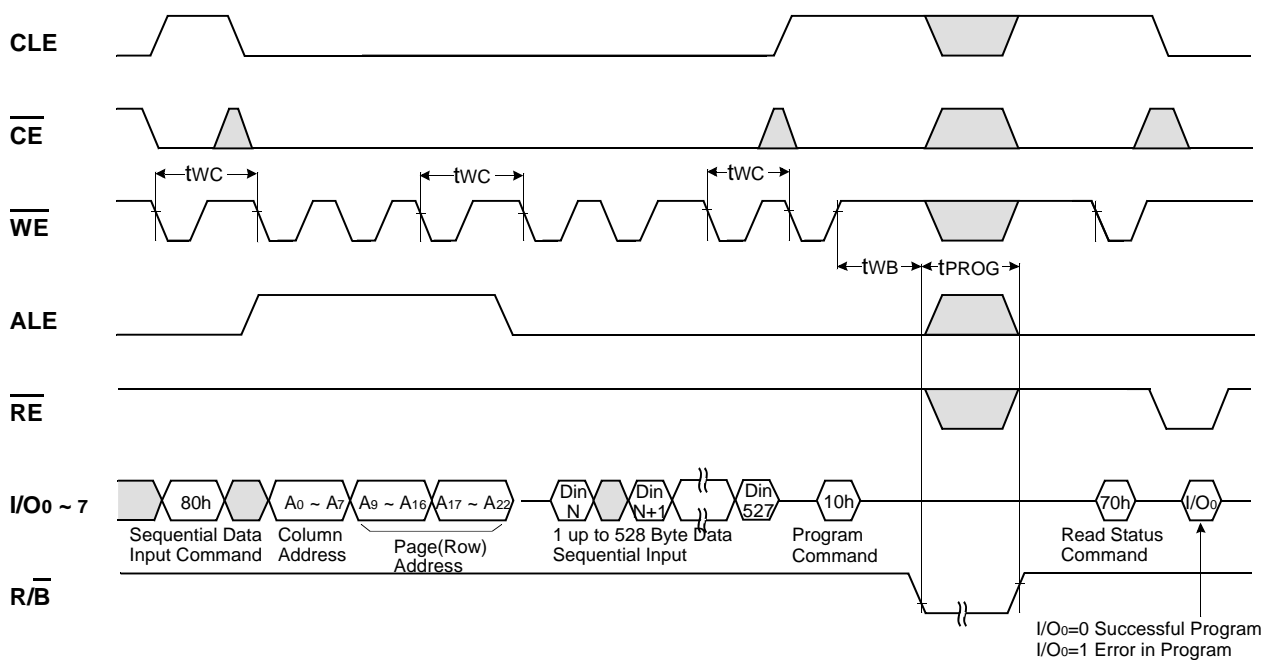 CLE
CE
tWC
tWC
tWC
WE
tWB
tPROG
ALE
RE
I/O0 ~ 7
80h
A0 ~ A7
A9 ~ A16
A17 ~ A22
Din
N
Din
N+1
Din
527
10h
70h
I/O0
Sequential Data
Input Command
Column
Address
Page(Row)
Address
1 up to 528 Byte Data
Sequential Input
Program
Command
Read Status
Command
R/B
I/O0=0 Successful Program
I/O0=1 Error in Program